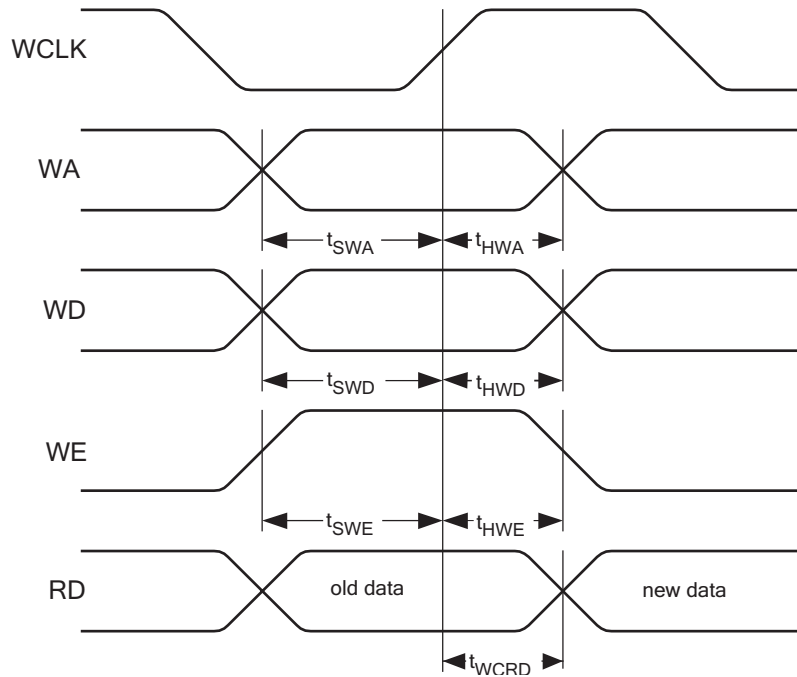 WCLK
WA
tSWA tHWA
WD
tSWD tHWD
WE
tSWE tHWE
RD old data new data
tWCRD